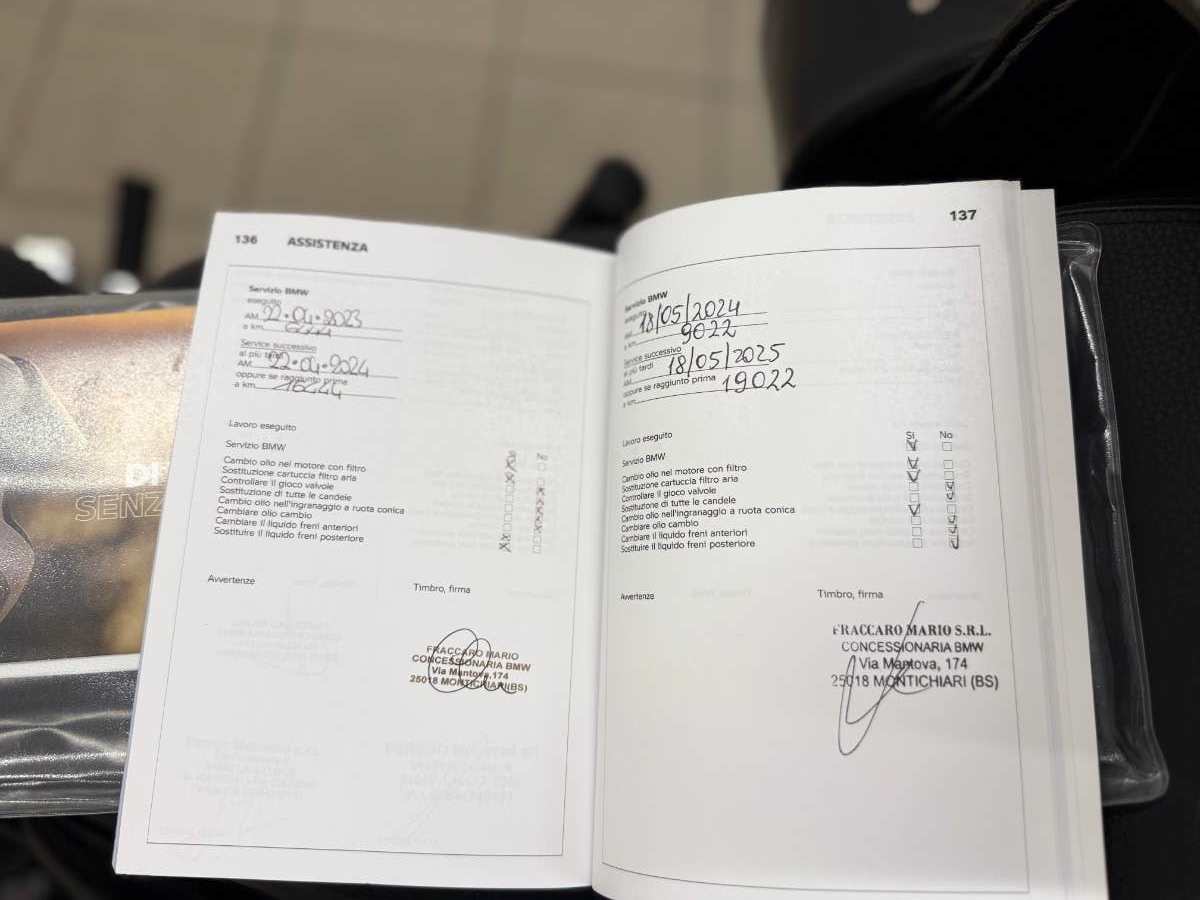 136 ASSISTENZA
Servizio BMW
eseguito
AM 22.04.2023
a km
Service successivo
al più tardi
AM 22.04.2024
oppure se raggiunto prima
a km 16444
Lavoro eseguito
No
Servizio BMW
Cambio olio nel motore con filtro
Sostituzione cartuccia filtro aria
Controllare il gioco valvole
Sostituzione di tutte le candele
Cambio olio nell'ingranaggio a ruota conica
Cambiare olio cambio
Cambiare il liquido freni anteriori
Sostituire il liquido freni posteriore
Avvertenze
Timbro, firma
FRACCARO MARIO
CONCESSIONARIA BMW
Via Mantova,174
25018 MONTICHIARI(BS)
DI
SENZ
137
Servizio BMW
eseguito
18/05/2024
a km 9022
Service successivo
al più tardi
AM 18/05/2025
oppure se raggiunto prima
a km 19022
Lavoro eseguito
Sì No
Servizio BMW
Cambio olio nel motore con filtro
Sostituzione cartuccia filtro aria
Controllare il gioco valvole
Sostituzione di tutte le candele
Cambio olio nell'ingranaggio a ruota conica
Cambiare olio cambio
Cambiare il liquido freni anteriori
Sostituire il liquido freni posteriore
Avvertenze
Timbro, firma
FRACCARO MARIO S.R.L.
CONCESSIONARIA BMW
Via Mantova, 174
25018 MONTICHIARI (BS)